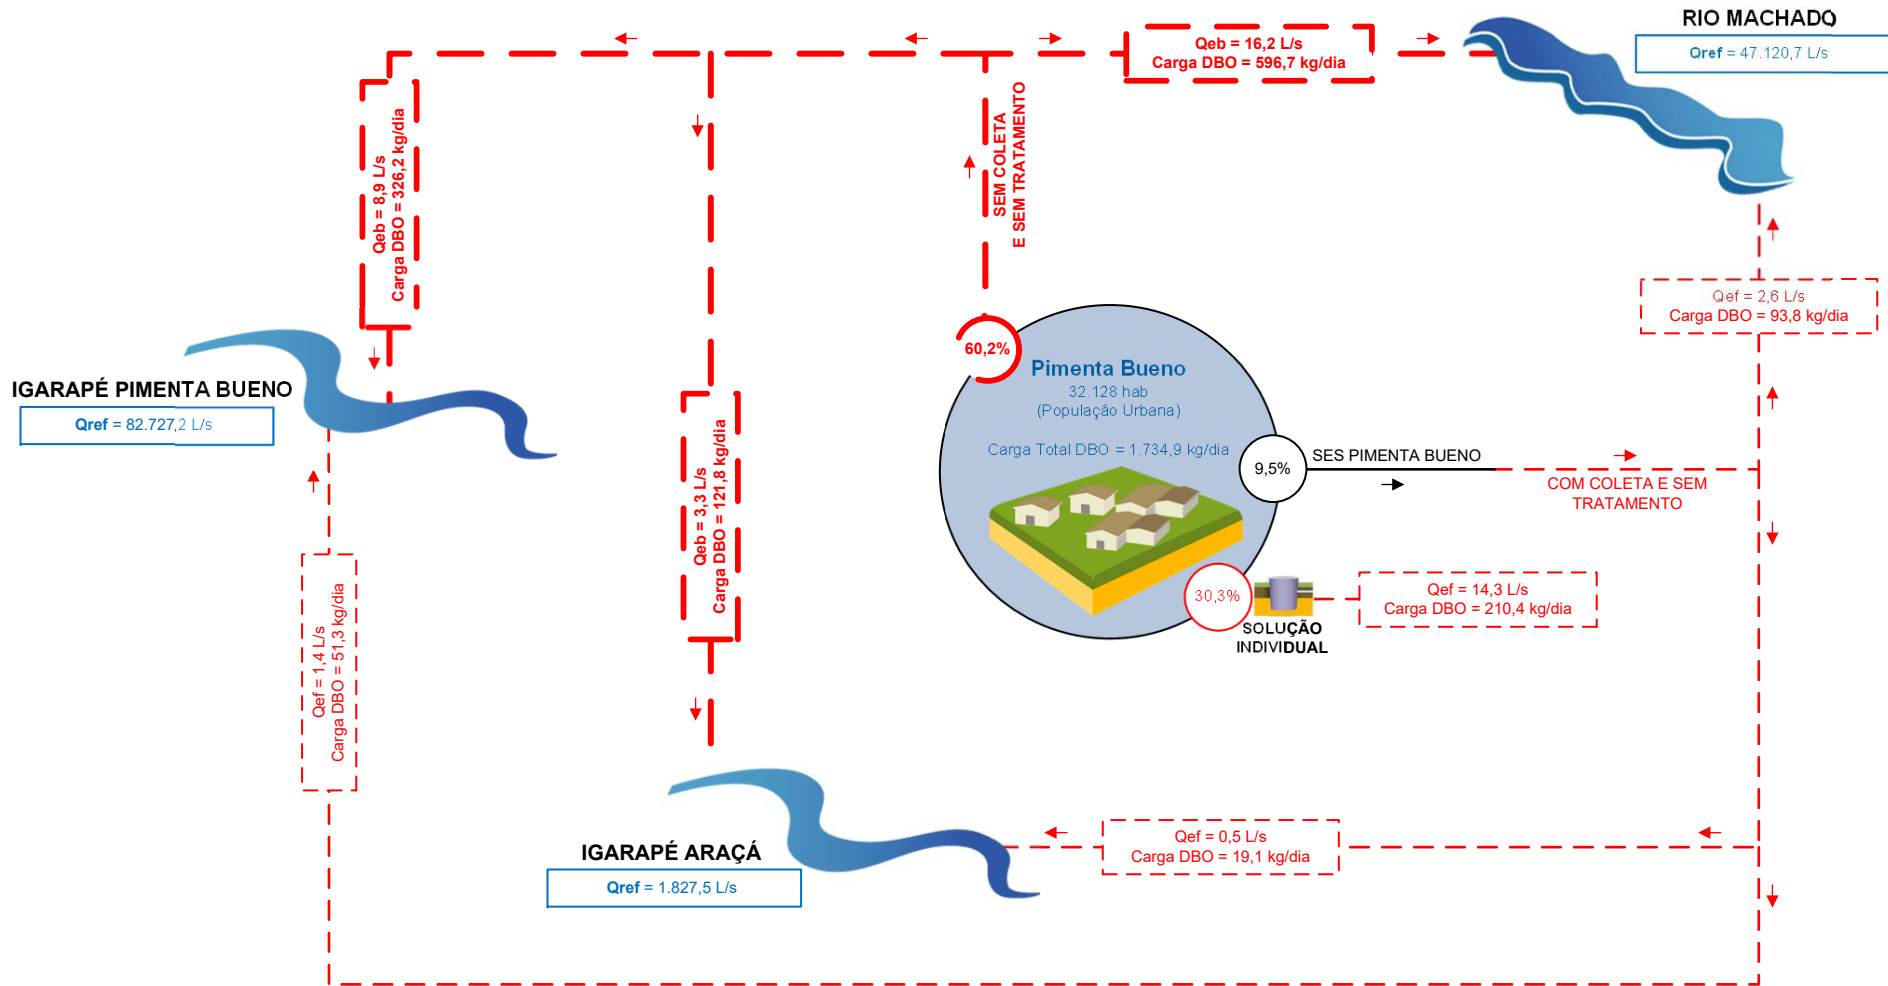 RIO MACHADO
Qref = 47.120,7 L/s
Qeb = 16,2 L/s
Carga DBO = 596,7 kg/dia
SEM COLETA
E SEM TRATAMENTO
Qeb = 8,9 L/s
Carga DBO = 326,2 kg/dia
Qef = 2,6 L/s
Carga DBO = 93,8 kg/dia
60,2%
Pimenta Bueno
32.128 hab
(População Urbana)
Carga Total DBO = 1.734,9 kg/dia
IGARAPÉ PIMENTA BUENO
Qref = 82.727,2 L/s
9,5%
SES PIMENTA BUENO
COM COLETA E SEM
TRATAMENTO
Qeb = 3,3 L/s
Carga DBO = 121,8 kg/dia
30,3%
SOLUÇÃO
INDIVIDUAL
Qef = 14,3 L/s
Carga DBO = 210,4 kg/dia
Qef = 1,4 L/s
Carga DBO = 51,3 kg/dia
IGARAPÉ ARAÇÁ
Qref = 1.827,5 L/s
Qef = 0,5 L/s
Carga DBO = 19,1 kg/dia